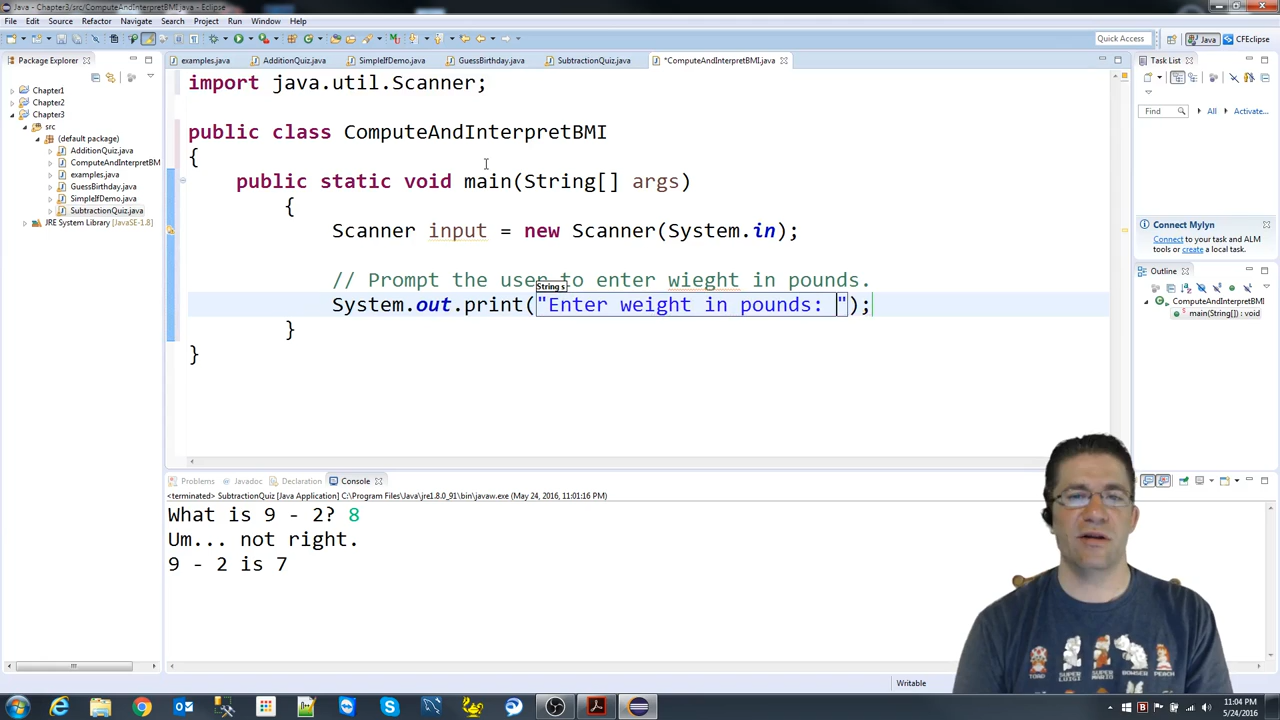 Java - Chapter3/src/ComputeAndInterpretBMI.java - Eclipse
File Edit Source Refactor Navigate Search Project Run Window Help
Quick Access Java CFEclipse
Package Explorer
examples.java AdditionQuiz.java SimpleIfDemo.java GuessBirthday.java SubtractionQuiz.java *ComputeAndInterpretBMI.java
Task List
Chapter1
Chapter2
Chapter3
src
(default package)
AdditionQuiz.java
ComputeAndInterpretBM
examples.java
GuessBirthday.java
SimpleIfDemo.java
SubtractionQuiz.java
JRE System Library [JavaSE-1.8]
import java.util.Scanner;
public class ComputeAndInterpretBMI
{
public static void main(String[] args)
{
Scanner input = new Scanner(System.in);
// Prompt the user to enter wieght in pounds.
String s
System.out.print("Enter weight in pounds: ");
}
}
Find All Activate...
Connect Mylyn
Connect to your task and ALM
tools or create a local task.
Outline
ComputeAndInterpretBMI
main(String[]) : void
Problems Javadoc Declaration Console
<terminated> SubtractionQuiz [Java Application] C:\Program Files\Java\jre1.8.0_91\bin\javaw.exe (May 24, 2016, 11:01:16 PM)
What is 9 - 2? 8
Um... not right.
9 - 2 is 7
TOAD SUPER LUIGI SUPER MARIO BOWSER PEACH
Writable
11:04 PM
5/24/2016